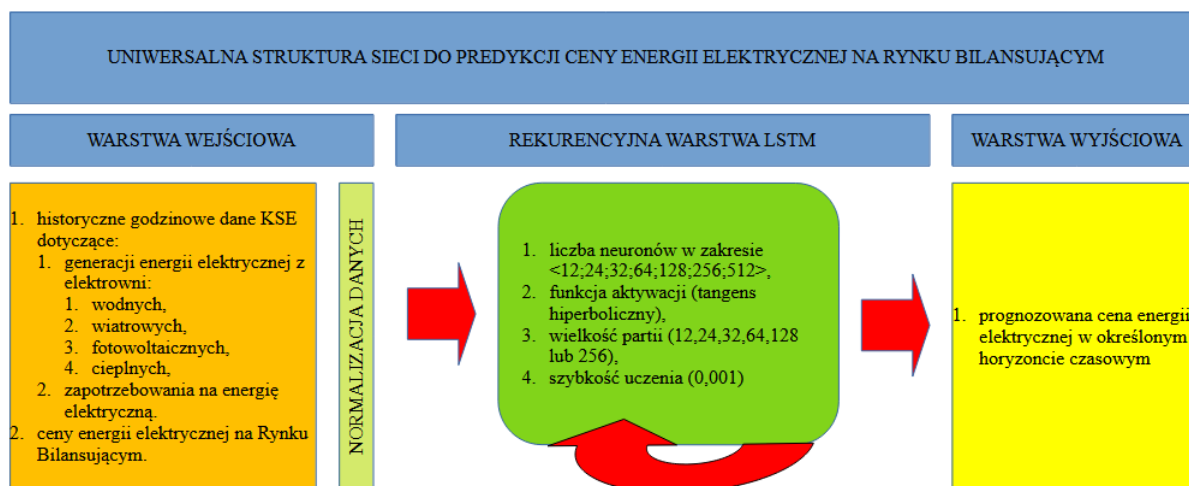 UNIWERSALNA STRUKTURA SIECI DO PREDYKCJI CENY ENERGII ELEKTRYCZNEJ NA RYNKU BILANSUJĄCYM
WARSTWA WEJŚCIOWA
REKURENCYJNA WARSTWA LSTM
WARSTWA WYJŚCIOWA
1. historyczne godzinowe dane KSE
dotyczące:
1. generacji energii elektrycznej z
elektrowni:
1. wodnych,
2. wiatrowych,
3. fotowoltaicznych,
4. cieplnych,
2. zapotrzebowania na energię
elektryczną.
2. ceny energii elektrycznej na Rynku
Bilansującym.
NORMALIZACJA DANYCH
1. liczba neuronów w zakresie
<12;24;32;64;128;256;512>,
2. funkcja aktywacji (tangens
hiperboliczny),
3. wielkość partii (12,24,32,64,128
lub 256),
4. szybkość uczenia (0,001)
1. prognozowana cena energii
elektrycznej w określonym
horyzoncie czasowym